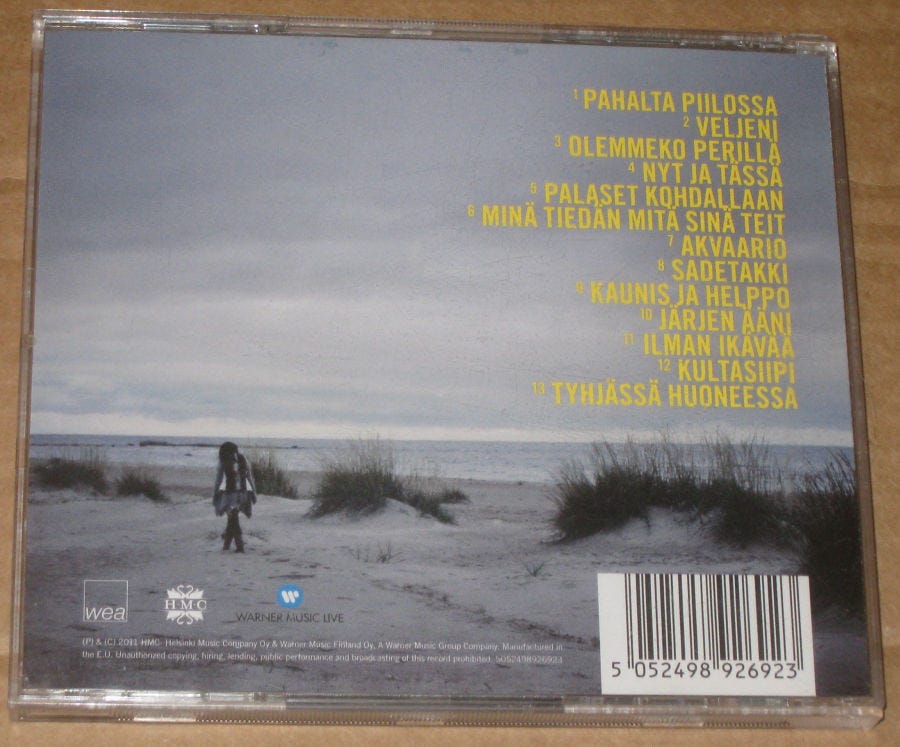 1 PAHALTA PIILOSSA
2 VELJENI
3 OLEMMEKO PERILLÄ
4 NYT JA TÄSSÄ
5 PALASET KOHDALLAAN
6 MINÄ TIEDÄN MITÄ SINÄ TEIT
7 AKVAARIO
8 SADETAKKI
9 KAUNIS JA HELPPO
10 JÄRJEN ÄÄNI
11 ILMAN IKÄVÄÄ
12 KULTASIIPI
13 TYHJÄSSÄ HUONEESSA
wea
HMC
WARNER MUSIC LIVE
(P) & (C) 2011 HMC- Helsinki Music Company Oy & Warner Music Finland Oy, A Warner Music Group Company. Manufactured in
the E.U. Unauthorized copying, hiring, lending, public performance and broadcasting of this record prohibited. 5052498926923
5 052498 926923